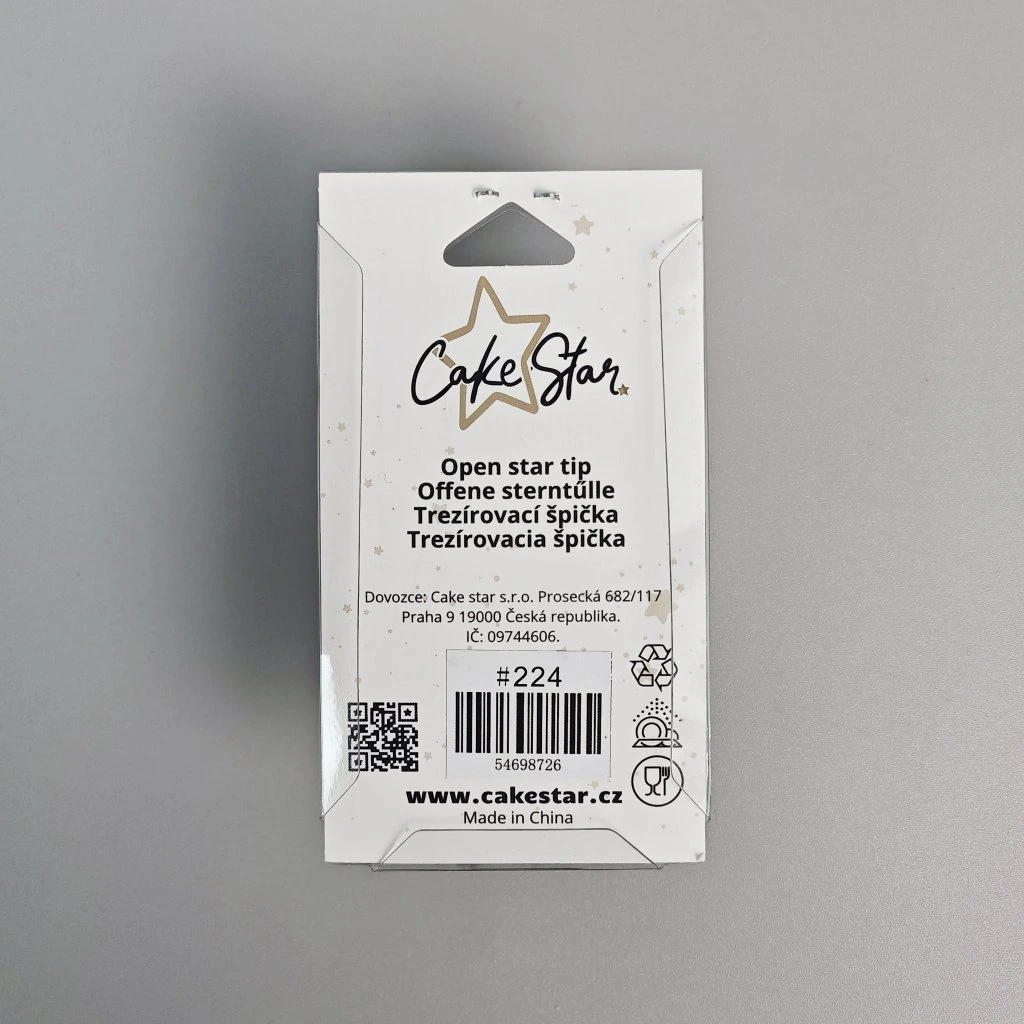 Cake Star
Open star tip
Offene sterntűlle
Trezírovací špička
Trezírovacia špička
Dovozce: Cake star s.r.o. Prosecká 682/117
Praha 9 19000 Česká republika.
IČ: 09744606.
#224
54698726
www.cakestar.cz
Made in China